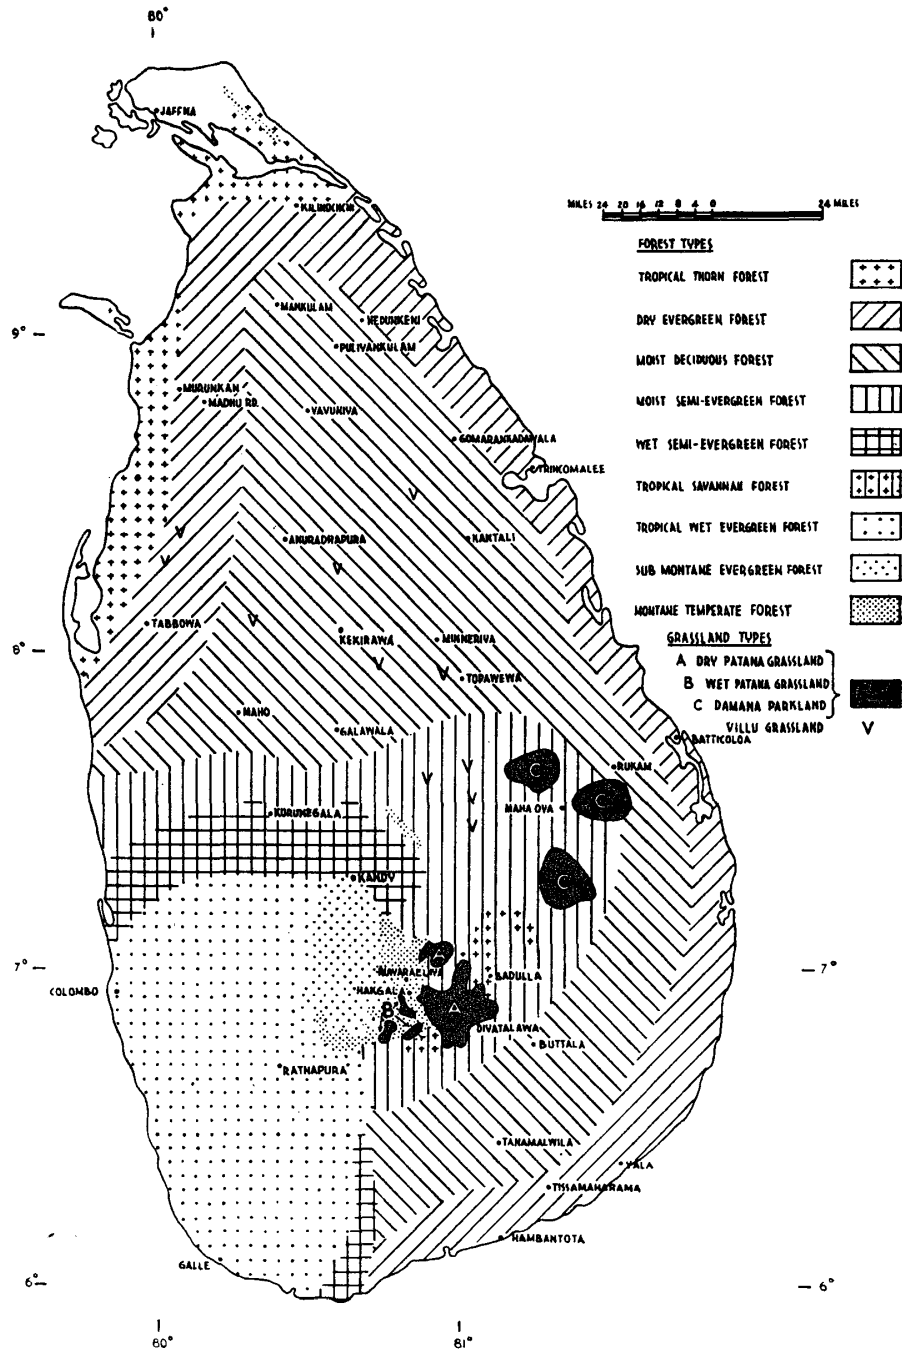 80°
JAFFNA
KILINOCHCHI
MILES 24 20 16 12 8 4 0 24 MILES
FOREST TYPES
TROPICAL THORN FOREST
DRY EVERGREEN FOREST
MOIST DECIDUOUS FOREST
MOIST SEMI-EVERGREEN FOREST
WET SEMI-EVERGREEN FOREST
TROPICAL SAVANNAH FOREST
TROPICAL WET EVERGREEN FOREST
SUB MONTANE EVERGREEN FOREST
MONTANE TEMPERATE FOREST
GRASSLAND TYPES
A DRY PATANA GRASSLAND
B WET PATANA GRASSLAND
C DAMANA PARKLAND
VILLU GRASSLAND V
MANKULAM
NEDUNKENI
9°
PULIYANKULAM
MURUNKAN
MADHU RD.
VAVUNIYA
GOMARANKADAWALA
TRINCOMALEE
V
V
ANURADHAPURA
KANTALI
V
V
TABBOWA
V
KEKIRAWA
MINNERIYA
8°
V
V
TOPAWEWA
MAHO
GALAWALA
BATTICOLOA
V
V
C
RUKAM
V
MAHA OYA
C
KURUNEGALA
V
KANDY
C
A
7°
7°
NUWARAELIYA
BADULLA
HAKGALA
COLOMBO
B
A
DIYATALAWA
BUTTALA
RATNAPURA
TANAMALWILA
YALA
TISSAMAHARAMA
HAMBANTOTA
GALLE
6°
6°
80°
81°